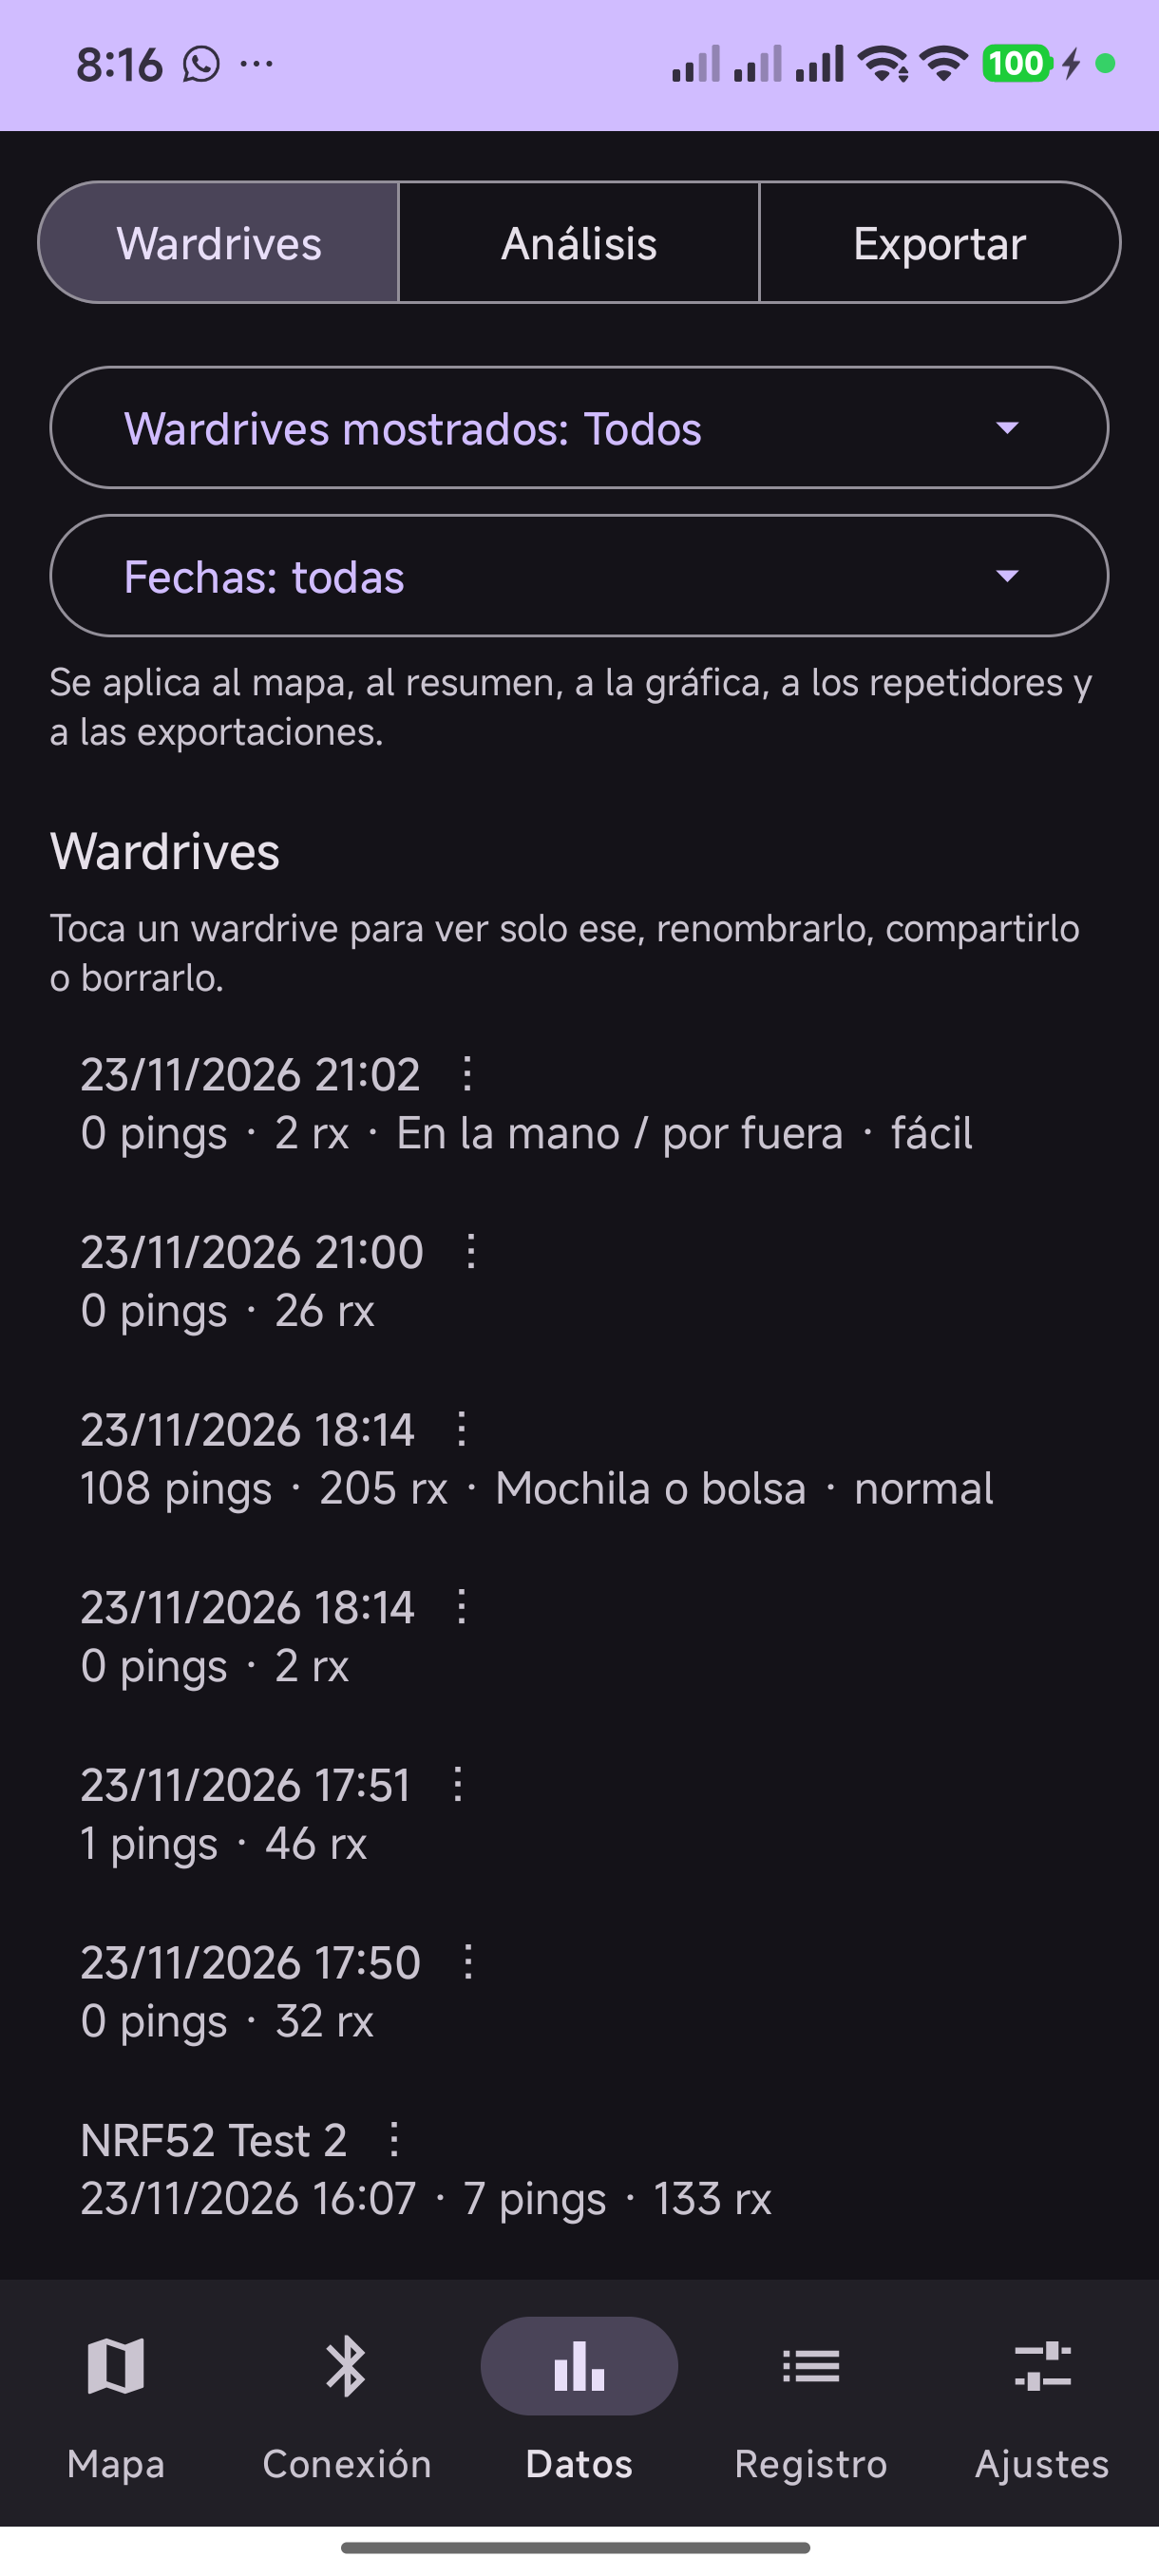 8:16
100
Wardrives
Análisis
Exportar
Wardrives mostrados: Todos
Fechas: todas
Se aplica al mapa, al resumen, a la gráfica, a los repetidores y
a las exportaciones.
Wardrives
Toca un wardrive para ver solo ese, renombrarlo, compartirlo
o borrarlo.
23/11/2026 21:02
0 pings · 2 rx · En la mano / por fuera · fácil
23/11/2026 21:00
0 pings · 26 rx
23/11/2026 18:14
108 pings · 205 rx · Mochila o bolsa · normal
23/11/2026 18:14
0 pings · 2 rx
23/11/2026 17:51
1 pings · 46 rx
23/11/2026 17:50
0 pings · 32 rx
NRF52 Test 2
23/11/2026 16:07 · 7 pings · 133 rx
Mapa
Conexión
Datos
Registro
Ajustes